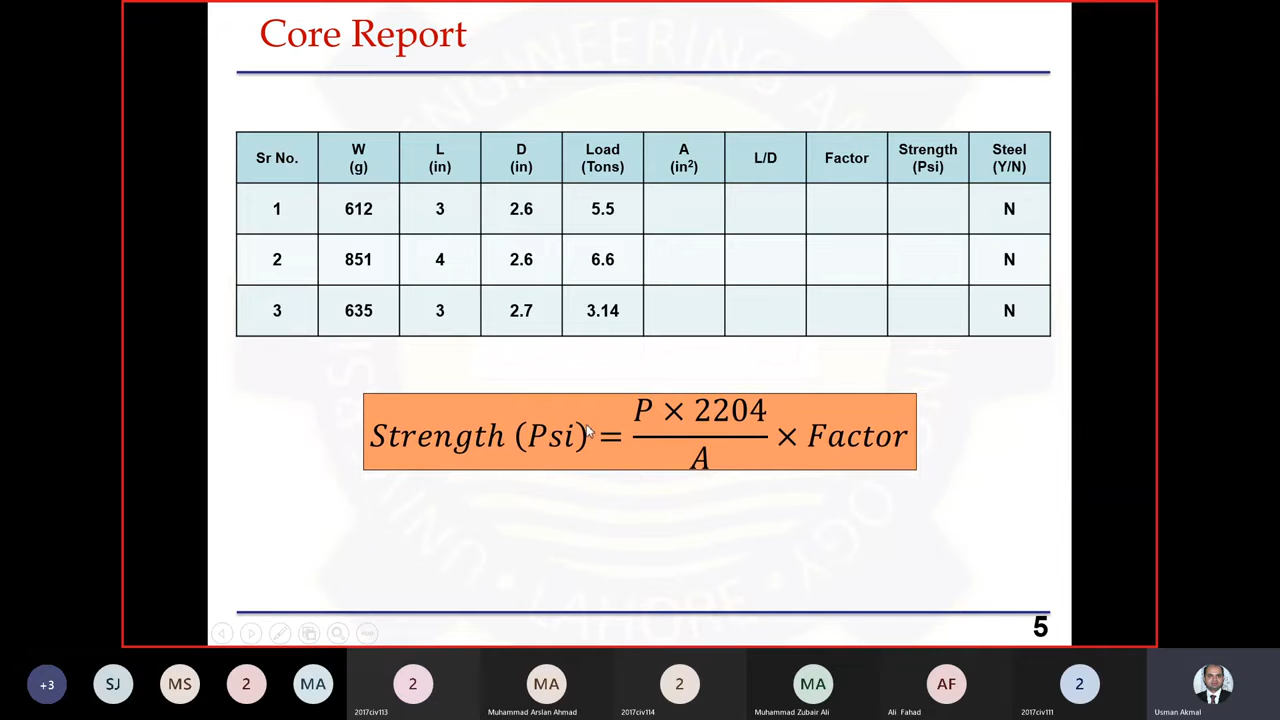 Core Report
Sr No. W (g) L (in) D (in) Load (Tons) A (in²) L/D Factor Strength (Psi) Steel (Y/N)
1 612 3 2.6 5.5 N
2 851 4 2.6 6.6 N
3 635 3 2.7 3.14 N
Strength (Psi) = P × 2204 / A × Factor
5
+3 SJ MS 2 MA 2 MA 2 MA AF 2
2017civ113 Muhammad Arslan Ahmad 2017civ114 Muhammad Zubair Ali Ali Fahad 2017civ111 Usman Akmal